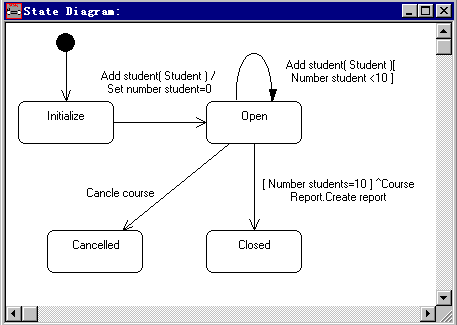 State Diagram:
Add student( Student ) /
Set number student=0
Add student( Student )[
Number student <10 ]
Initialize
Open
Cancle course
[ Number students=10 ] ^Course
Report.Create report
Cancelled
Closed